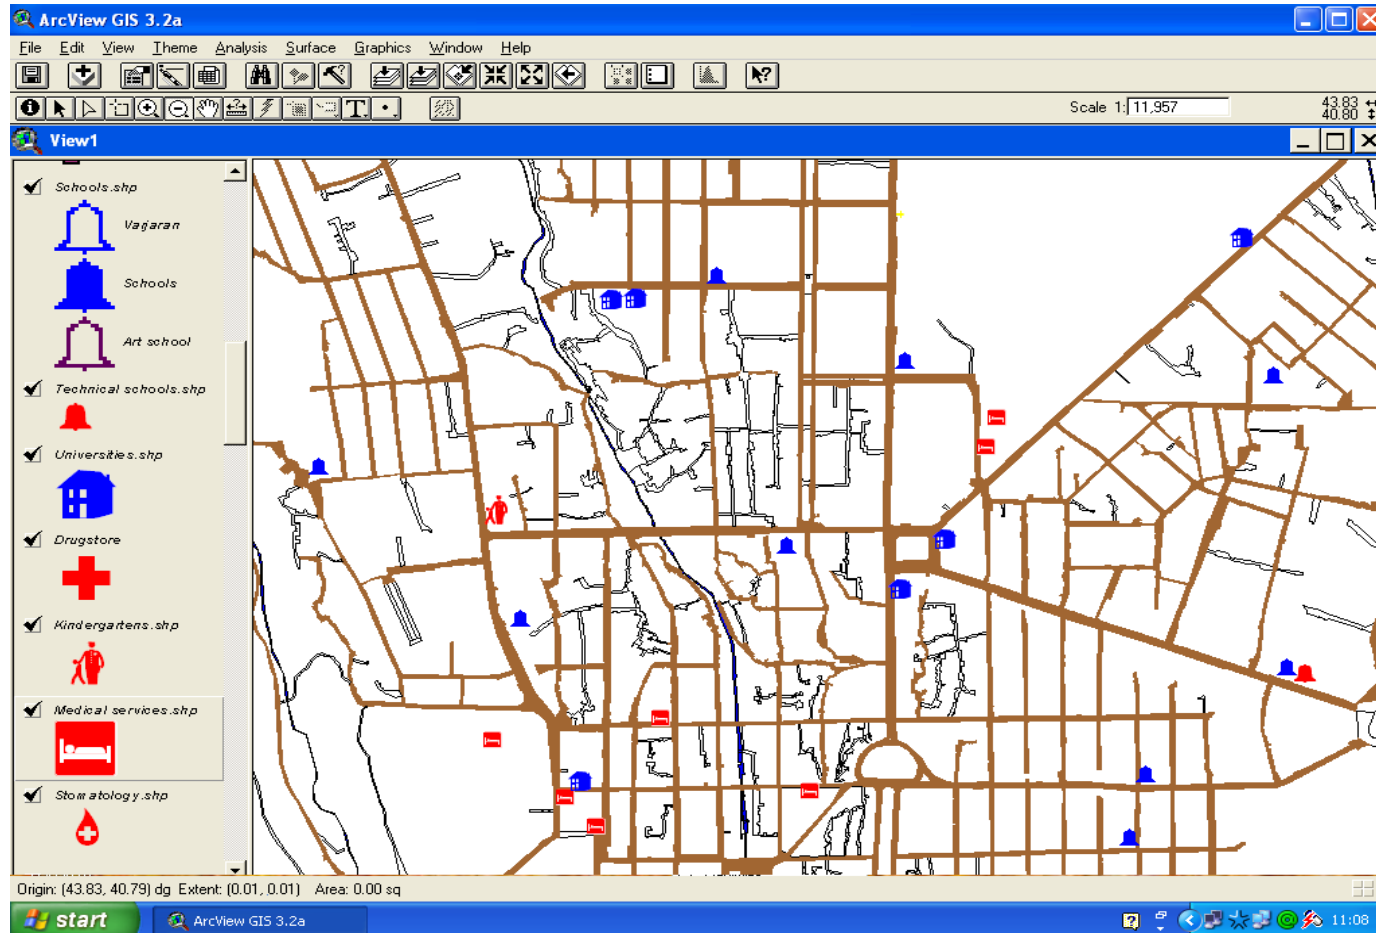 ArcView GIS 3.2a
File Edit View Theme Analysis Surface Graphics Window Help
Scale 1: 11,957
43.83
40.80
View1
Schools.shp
Varjaran
Schools
Art school
Technical schools.shp
Universities.shp
Drugstore
Kindergartens.shp
Medical services.shp
Stomatology.shp
Origin: (43.83, 40.79) dg Extent: (0.01, 0.01) Area: 0.00 sq
start
ArcView GIS 3.2a
11:08